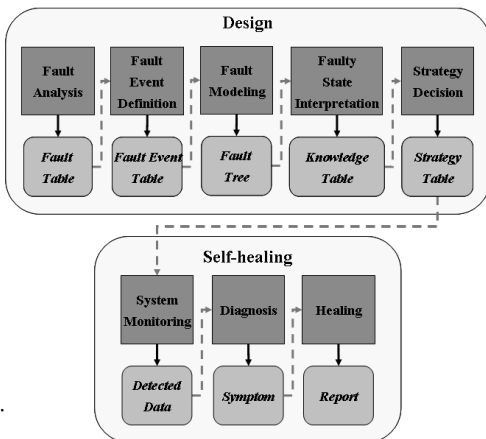 Design
Fault
Analysis
Fault
Event
Definition
Fault
Modeling
Faulty
State
Interpretation
Strategy
Decision
Fault
Table
Fault Event
Table
Fault
Tree
Knowledge
Table
Strategy
Table
Self-healing
System
Monitoring
Diagnosis
Healing
Detected
Data
Symptom
Report
.